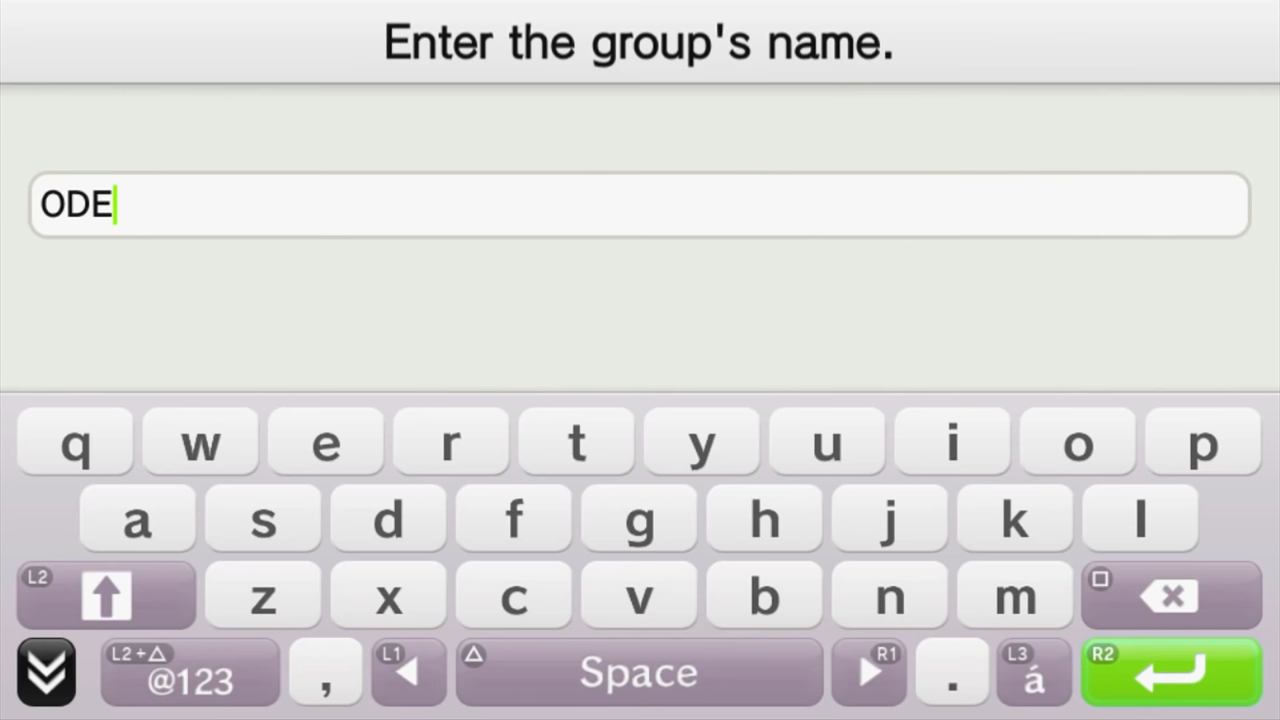 Enter the group's name.
ODE
q w e r t y u i o p
a s d f g h j k l
L2 z x c v b n m
L2+△ @123 , L1 △ Space R1 . L3 á R2